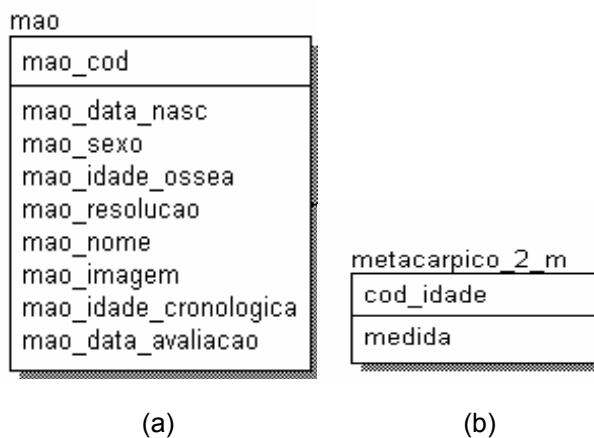 mao
mao_cod
mao_data_nasc
mao_sexo
mao_idade_ossea
mao_resolucao
mao_nome
mao_imagem
mao_idade_cronologica
mao_data_avaliacao
metacarpico_2_m
cod_idade
medida
(a)
(b)